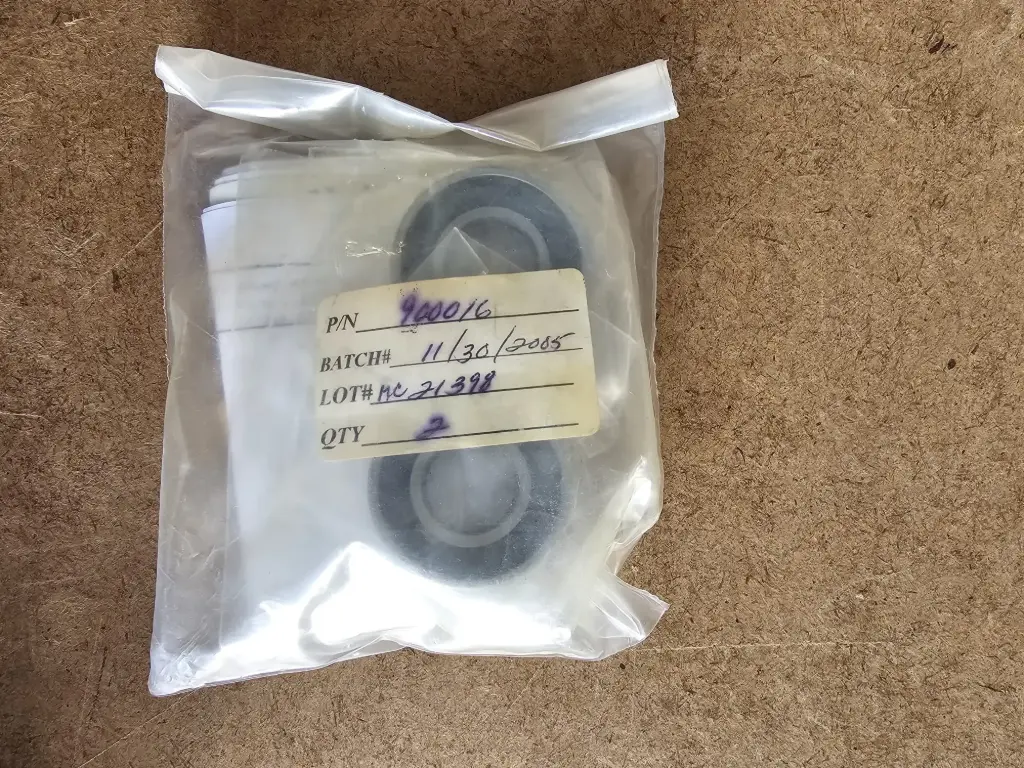 P/N 900016
BATCH# 11/30/2005
LOT# MC 21398
QTY 2